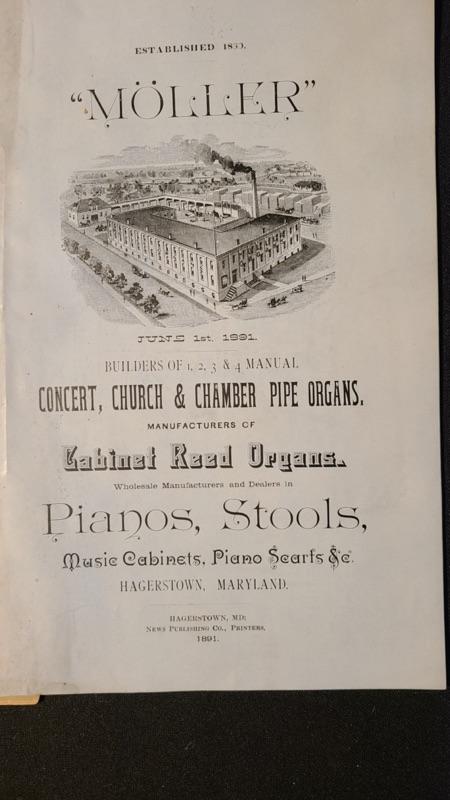 ESTABLISHED
"MÖLLER"
JUNE 1st. 1891.
BUILDERS OF 1, 2, 3 & 4 MANUAL
CONCERT, CHURCH & CHAMBER PIPE ORGANS.
MANUFACTURERS OF
Cabinet Reed Organs.
Wholesale Manufacturers and Dealers in
Pianos, Stools,
Music Cabinets, Piano Scarfs &c.
HAGERSTOWN, MARYLAND.
HAGERSTOWN, MD:
NEWS PUBLISHING CO., PRINTERS,
1891.